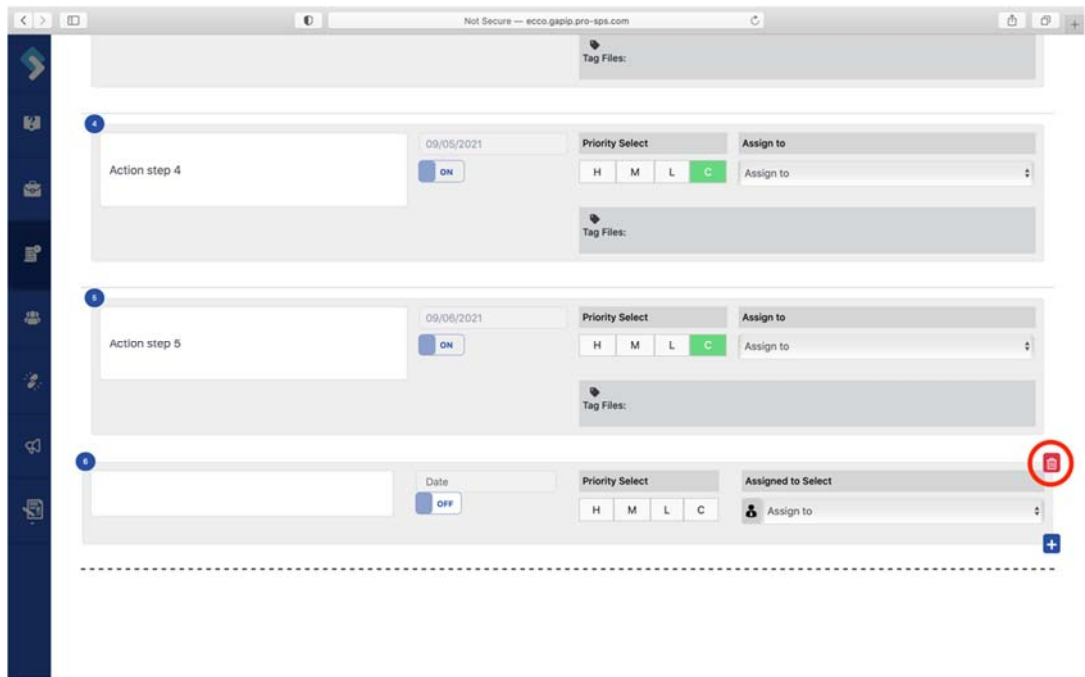 Not Secure — ecco.gapip.pro-sps.com
Tag Files:
4
09/05/2021 Priority Select Assign to
Action step 4 ON H M L C Assign to
Tag Files:
5
09/06/2021 Priority Select Assign to
Action step 5 ON H M L C Assign to
Tag Files:
6
Date Priority Select Assigned to Select
OFF H M L C Assign to